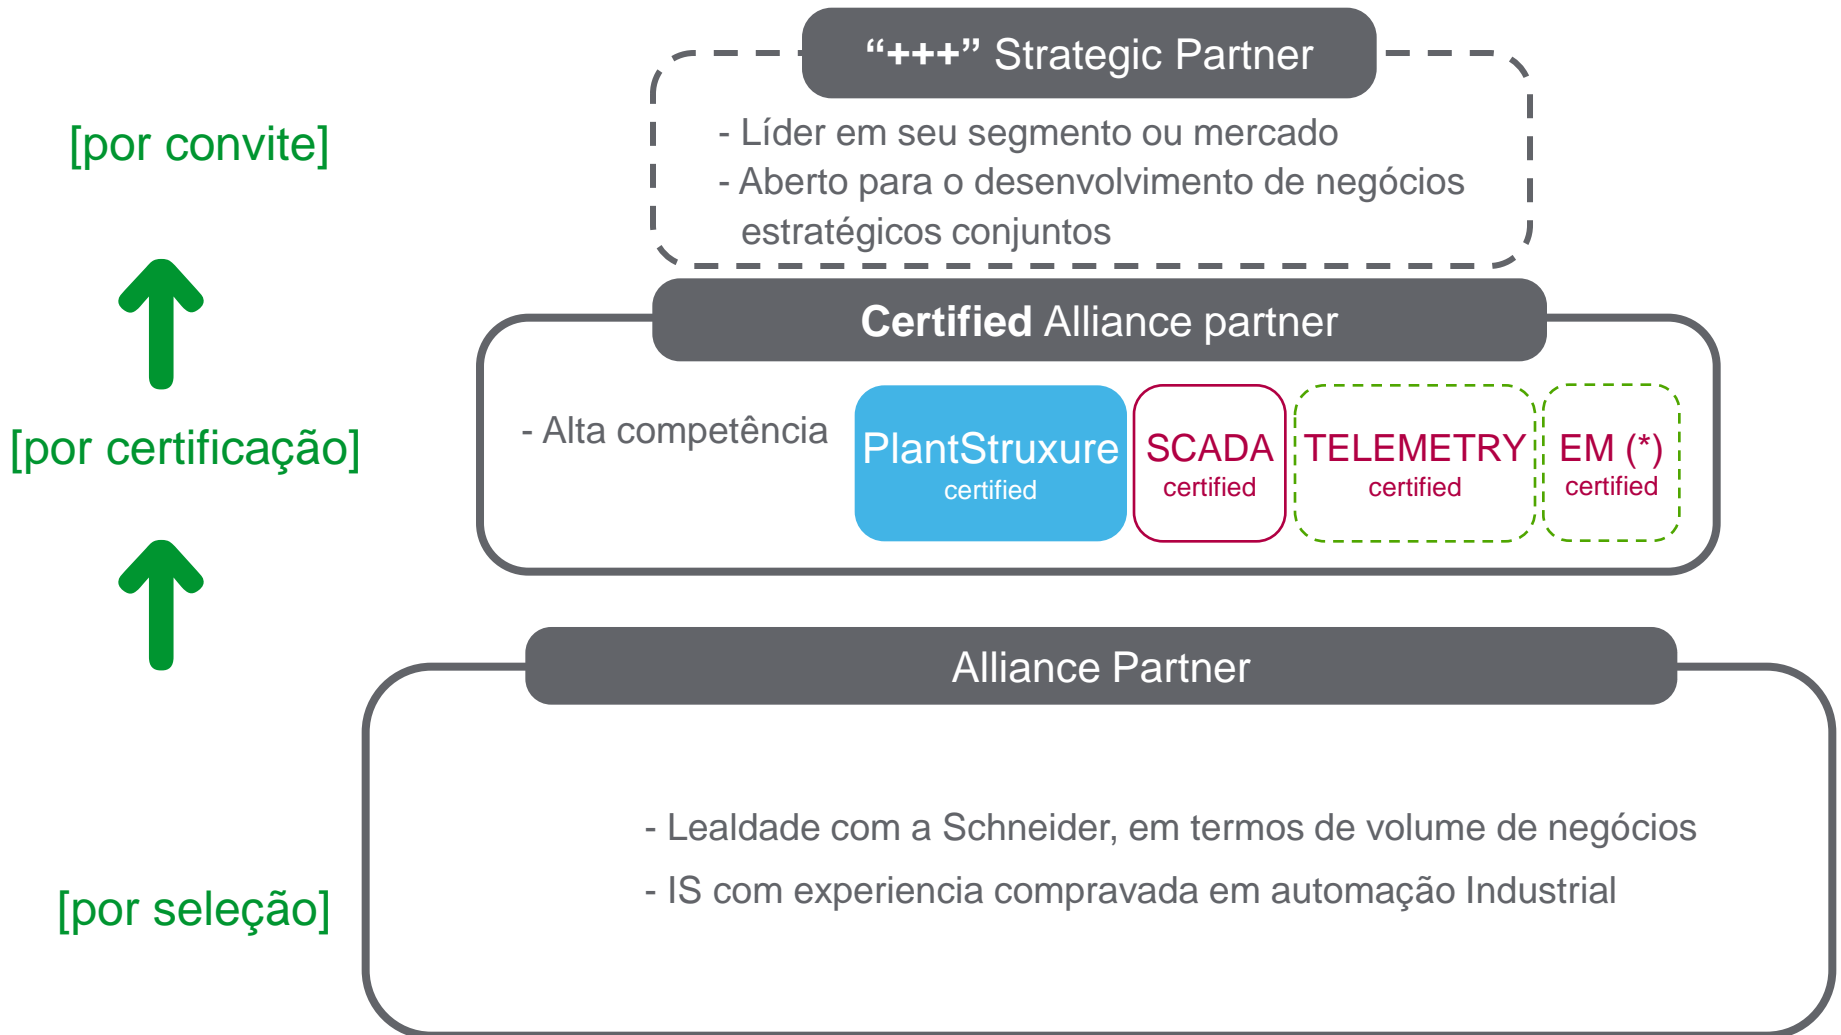 “+++” Strategic Partner
[por convite]
- Líder em seu segmento ou mercado
- Aberto para o desenvolvimento de negócios
estratégicos conjuntos
Certified Alliance partner
[por certificação]
- Alta competência
PlantStruxure
certified
SCADA
certified
TELEMETRY
certified
EM (*)
certified
Alliance Partner
- Lealdade com a Schneider, em termos de volume de negócios
- IS com experiencia compravada em automação Industrial
[por seleção]